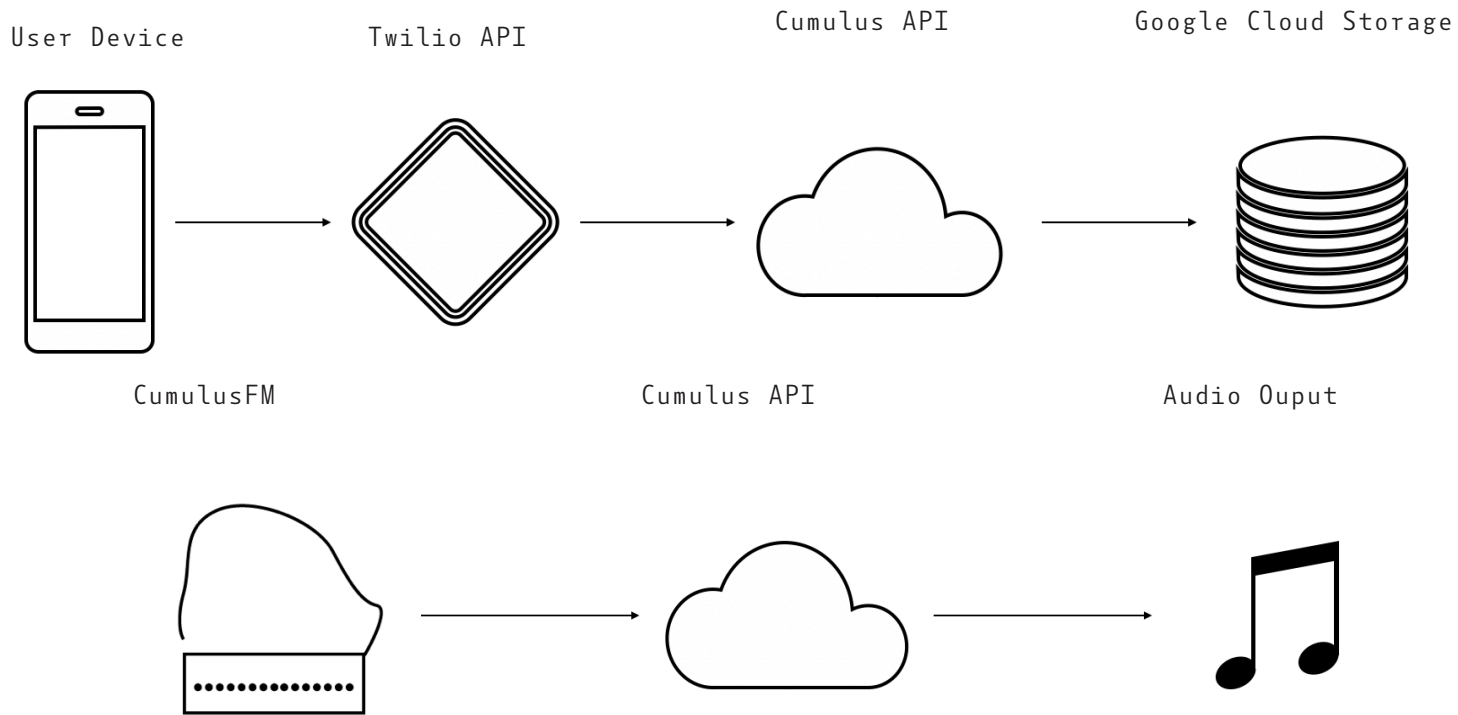 User Device
Twilio API
Cumulus API
Google Cloud Storage
CumulusFM
Cumulus API
Audio Ouput